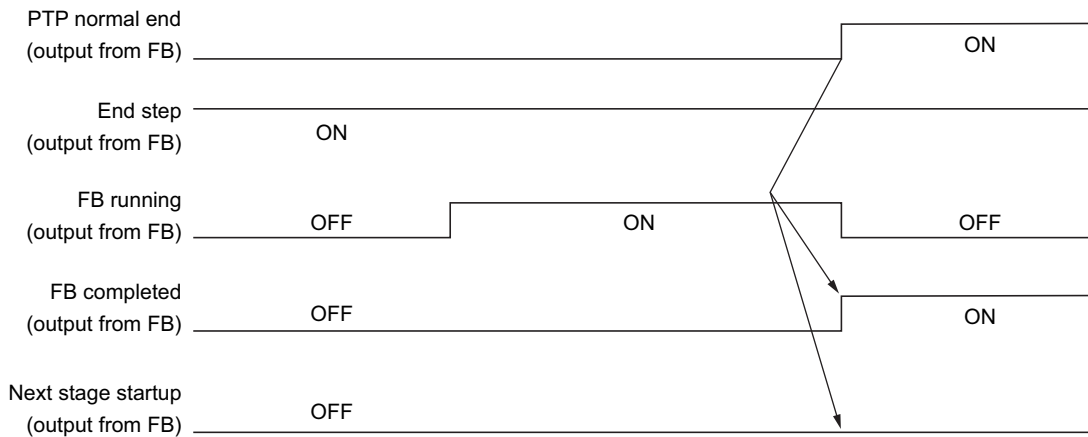 PTP normal end
(output from FB)
ON
End step
(output from FB)
ON
FB running
(output from FB)
OFF
ON
OFF
FB completed
(output from FB)
OFF
ON
Next stage startup
(output from FB)
OFF